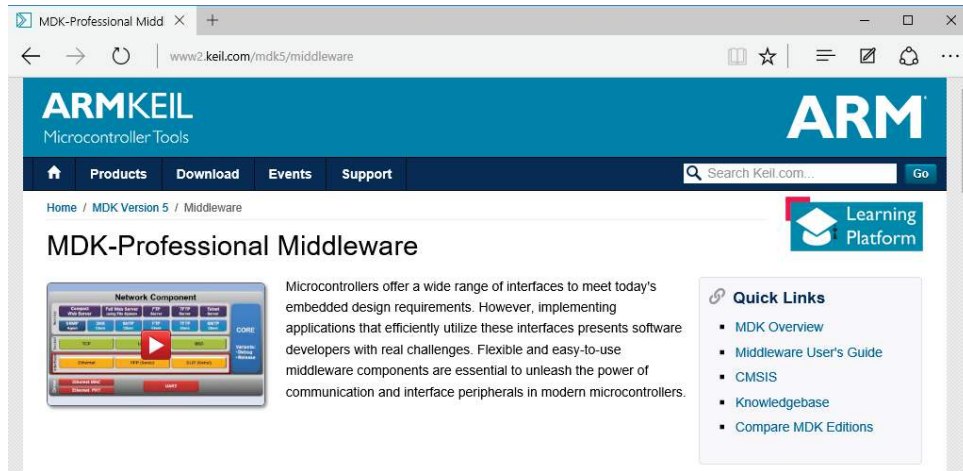 MDK-Professional Midd
www2.keil.com/mdk5/middleware
ARMKEIL
Microcontroller Tools
ARM
Products Download Events Support
Search Keil.com...
Go
Home / MDK Version 5 / Middleware
Learning
Platform
MDK-Professional Middleware
Network Component
CORE
TCP
UART
Microcontrollers offer a wide range of interfaces to meet today's
embedded design requirements. However, implementing
applications that efficiently utilize these interfaces presents software
developers with real challenges. Flexible and easy-to-use
middleware components are essential to unleash the power of
communication and interface peripherals in modern microcontrollers.
Quick Links
MDK Overview
Middleware User's Guide
CMSIS
Knowledgebase
Compare MDK Editions